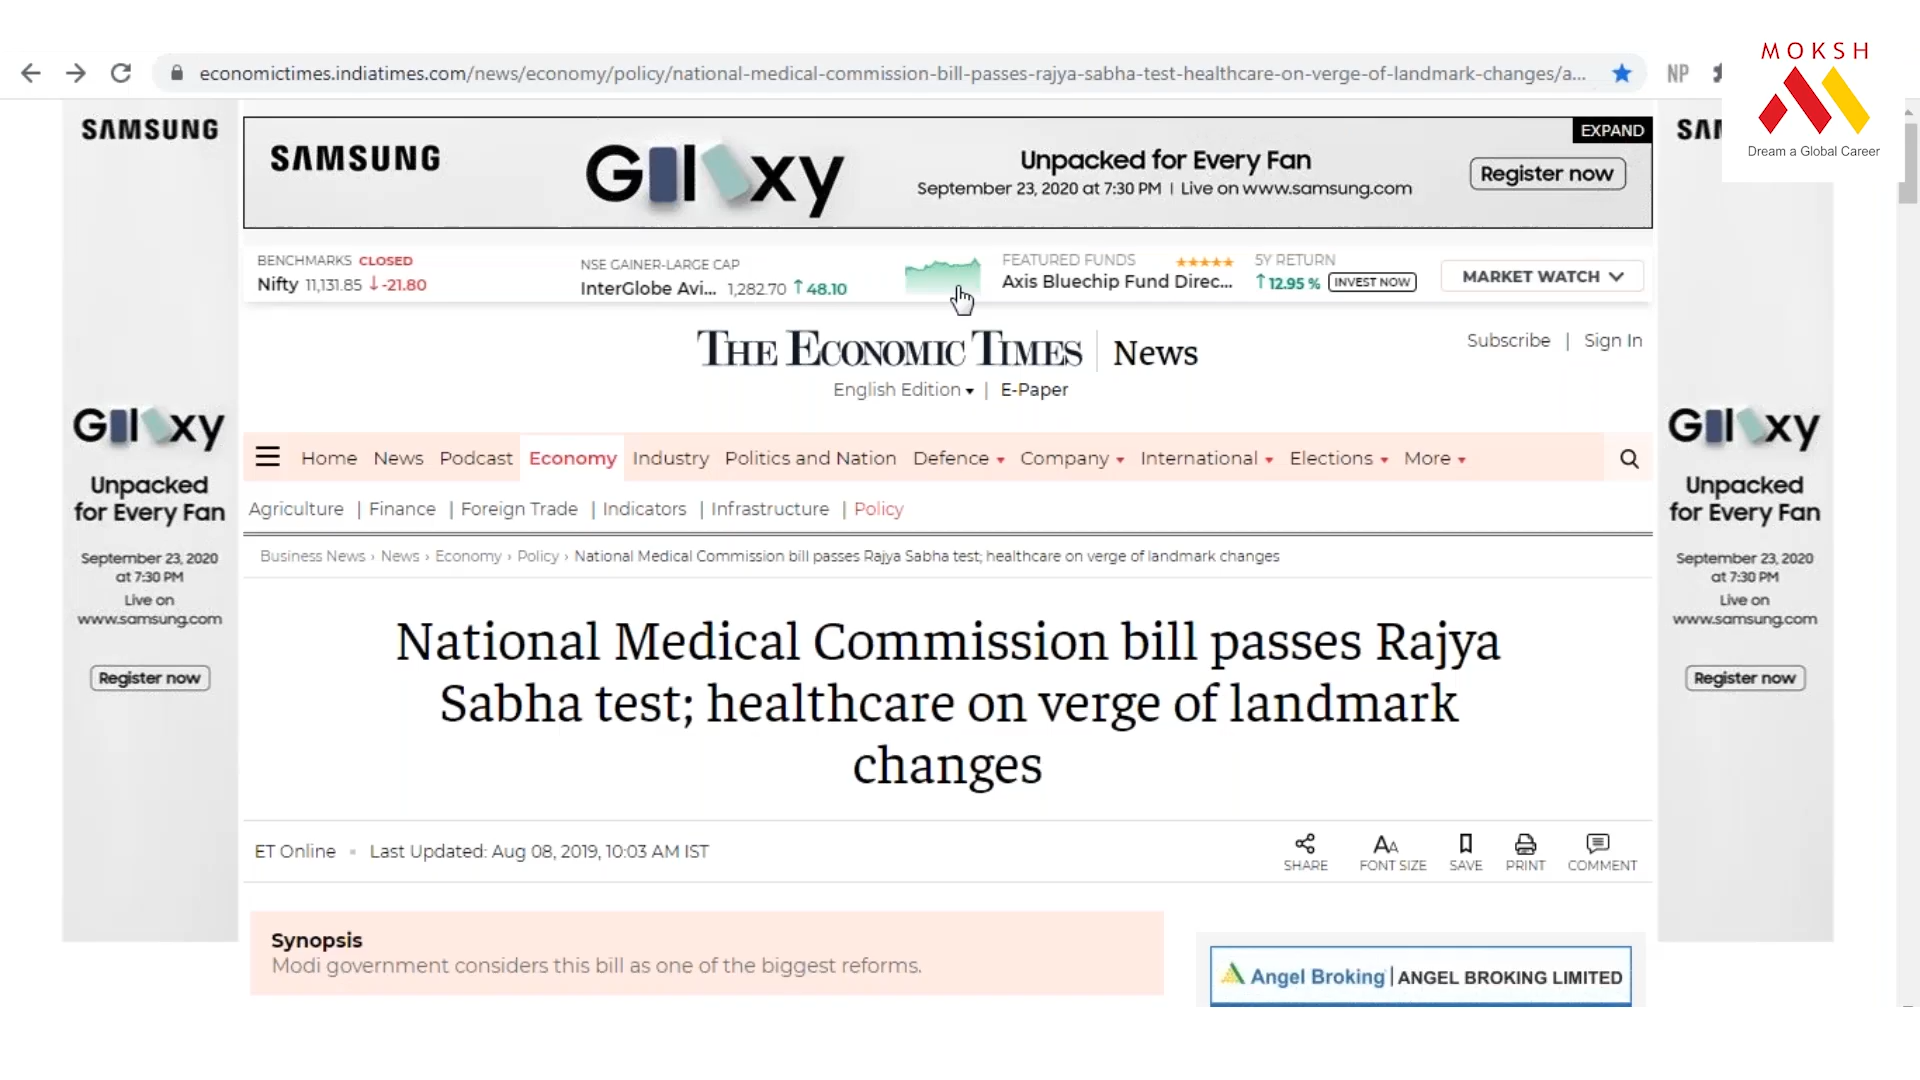 economictimes.indiatimes.com/news/economy/policy/national-medical-commission-bill-passes-rajya-sabha-test-healthcare-on-verge-of-landmark-changes/a...
NP
MOKSH
Dream a Global Career
SAMSUNG
Galaxy
Unpacked
for Every Fan
September 23, 2020
at 7:30 PM
Live on
www.samsung.com
Register now
SAMSUNG
Galaxy
Unpacked for Every Fan
September 23, 2020 at 7:30 PM | Live on www.samsung.com
Register now
EXPAND
BENCHMARKS CLOSED
Nifty 11,131.85 ↓ -21.80
NSE GAINER-LARGE CAP
InterGlobe Avi... 1,282.70 ↑ 48.10
FEATURED FUNDS ★★★★★
Axis Bluechip Fund Direc...
5Y RETURN
↑ 12.95 % INVEST NOW
MARKET WATCH
THE ECONOMIC TIMES | News
English Edition | E-Paper
Subscribe | Sign In
Home News Podcast Economy Industry Politics and Nation Defence Company International Elections More
Agriculture | Finance | Foreign Trade | Indicators | Infrastructure | Policy
Business News › News › Economy › Policy › National Medical Commission bill passes Rajya Sabha test; healthcare on verge of landmark changes
National Medical Commission bill passes Rajya
Sabha test; healthcare on verge of landmark
changes
ET Online • Last Updated: Aug 08, 2019, 10:03 AM IST
SHARE FONT SIZE SAVE PRINT COMMENT
Synopsis
Modi government considers this bill as one of the biggest reforms.
Angel Broking | ANGEL BROKING LIMITED
SAM
Galaxy
Unpacked
for Every Fan
September 23, 2020
at 7:30 PM
Live on
www.samsung.com
Register now